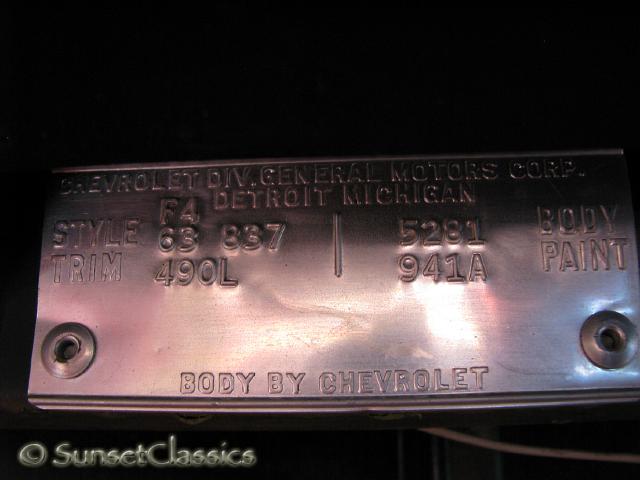 CHEVROLET DIV. GENERAL MOTORS CORP.
DETROIT MICHIGAN
F4
STYLE 63 837 | 5281 BODY
TRIM 490L 941A PAINT
BODY BY CHEVROLET
© SunsetClassics